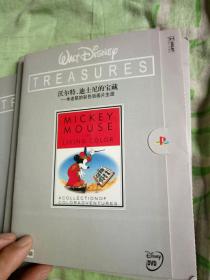 WALT DISNEY
TREASURES
沃尔特.迪士尼的宝藏
MICKEY
MOUSE
IN
LIVING COLOR
A COLLECTION OF
COLOR ADVENTURES
Disney
DVD